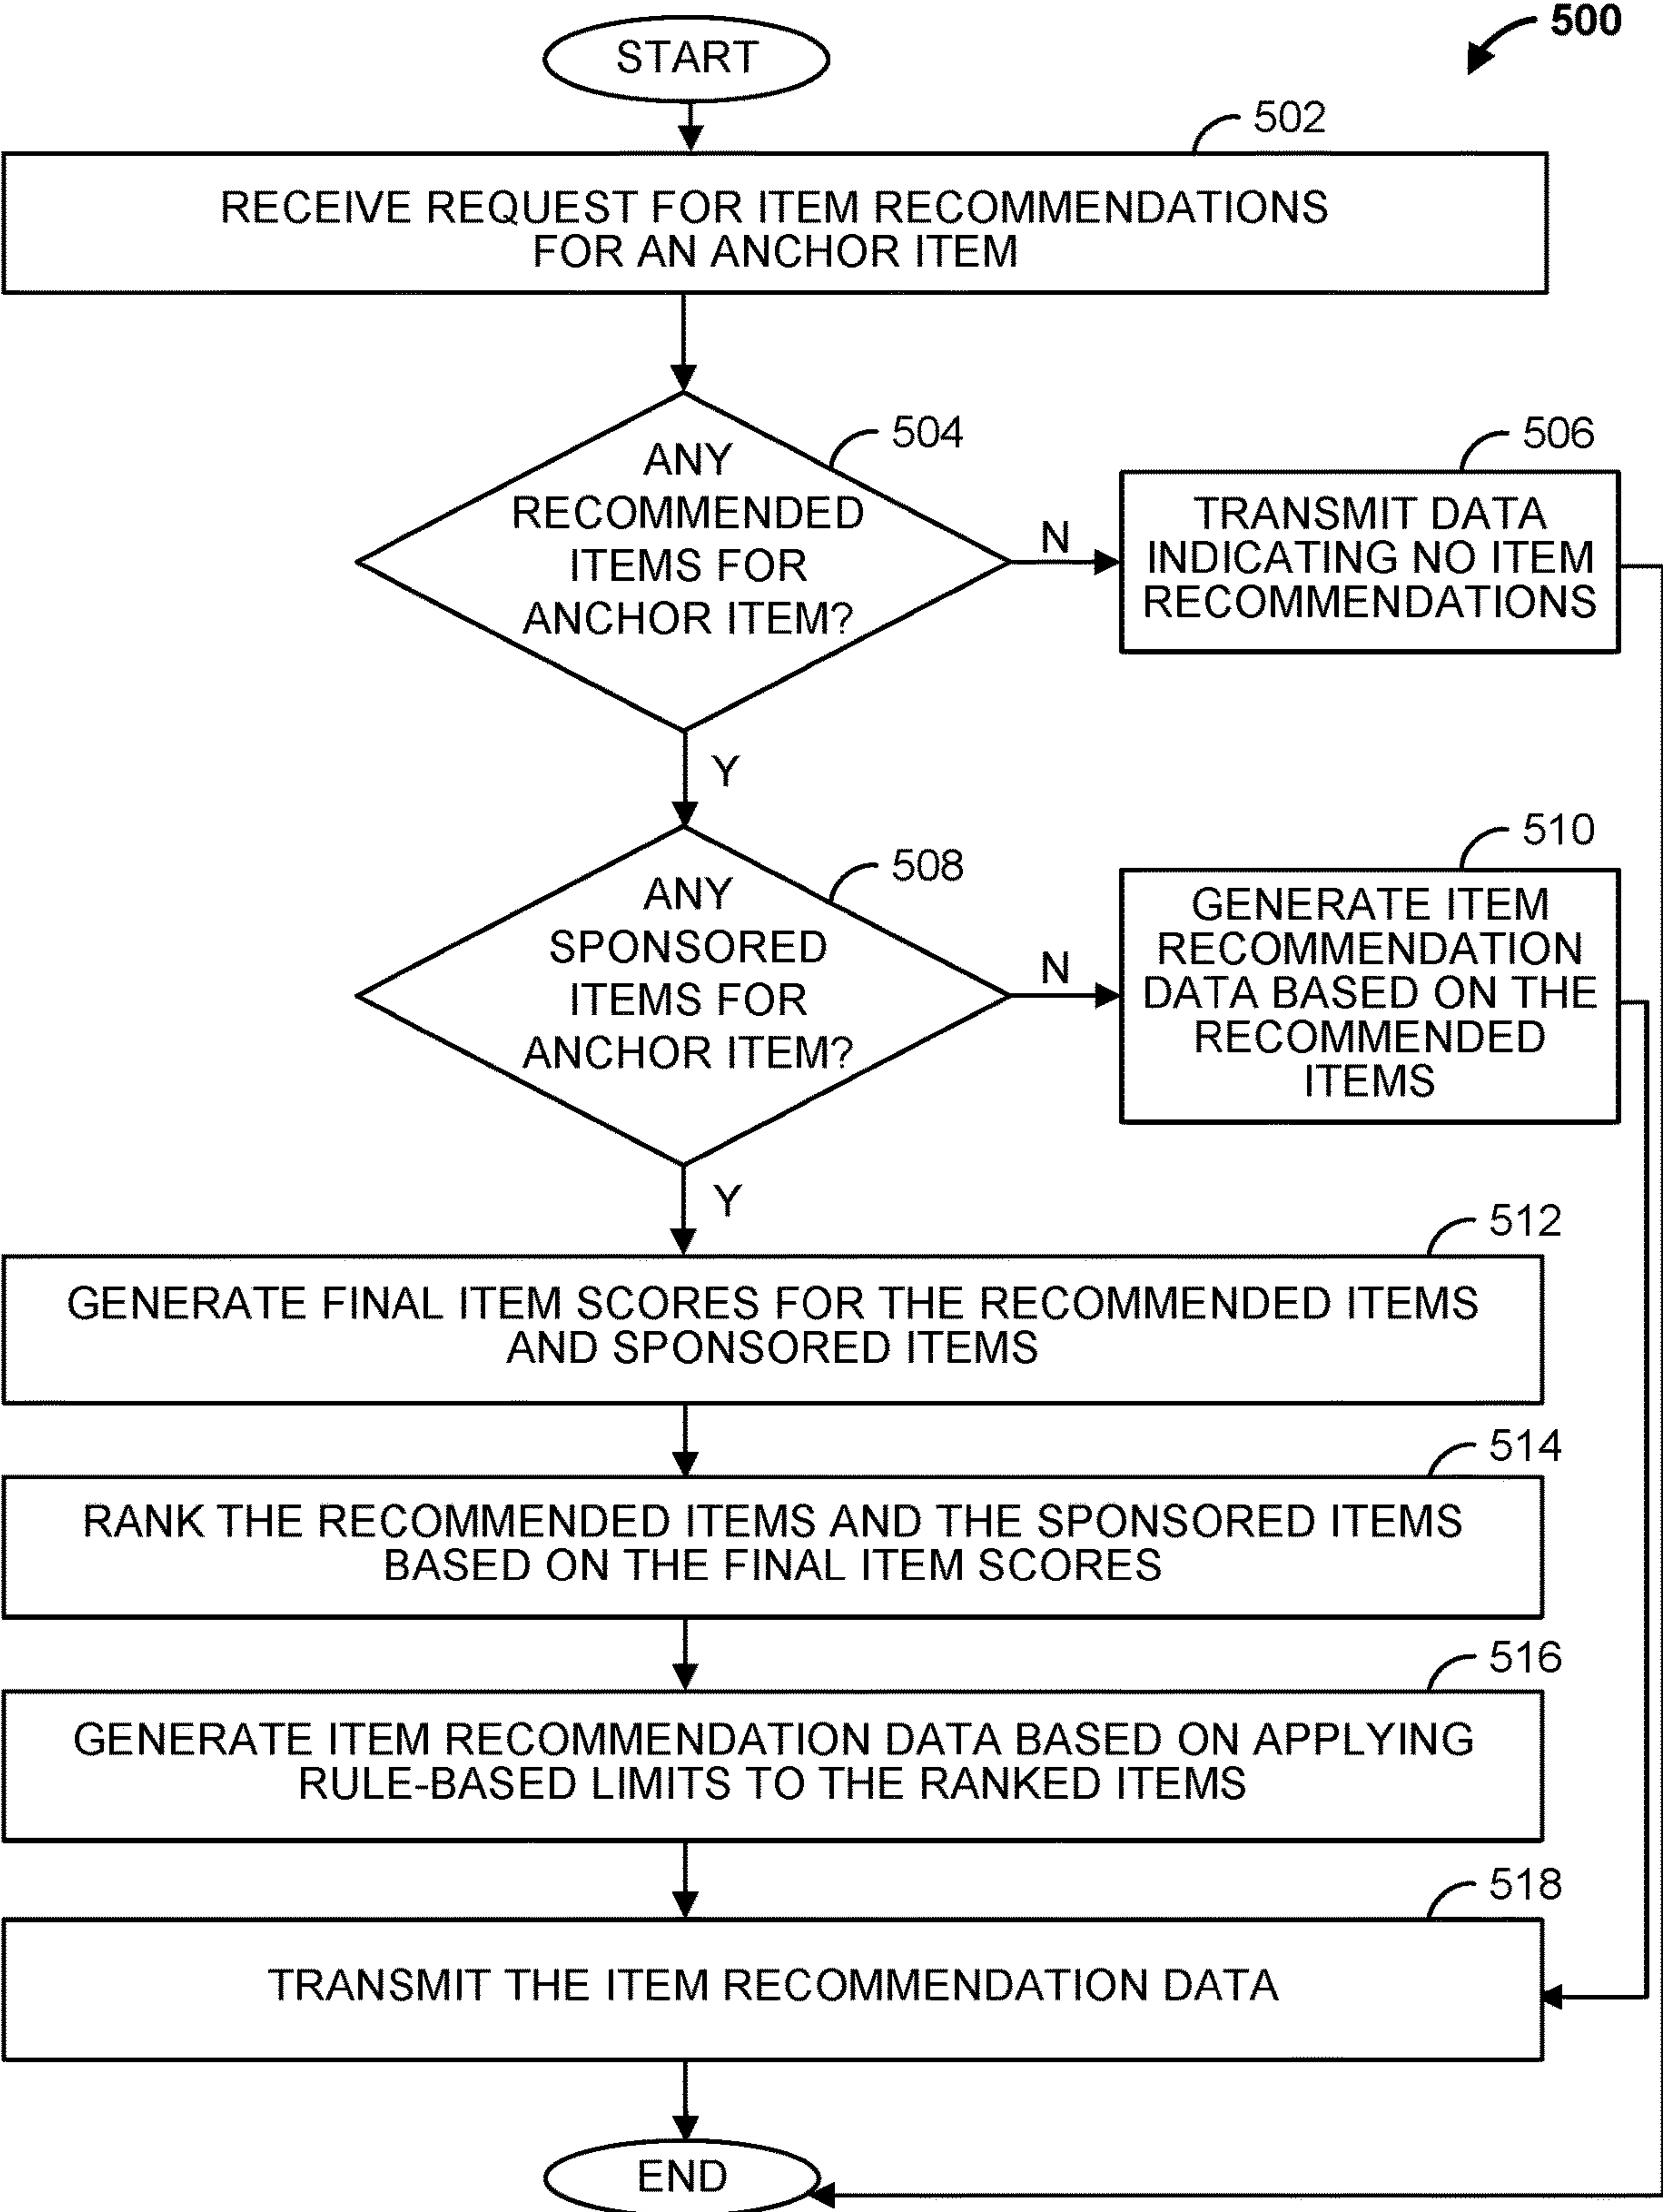 500
START
502
RECEIVE REQUEST FOR ITEM RECOMMENDATIONS
FOR AN ANCHOR ITEM
504
ANY
RECOMMENDED
ITEMS FOR
ANCHOR ITEM?
N
506
TRANSMIT DATA
INDICATING NO ITEM
RECOMMENDATIONS
Y
508
ANY
SPONSORED
ITEMS FOR
ANCHOR ITEM?
N
510
GENERATE ITEM
RECOMMENDATION
DATA BASED ON THE
RECOMMENDED
ITEMS
Y
512
GENERATE FINAL ITEM SCORES FOR THE RECOMMENDED ITEMS
AND SPONSORED ITEMS
514
RANK THE RECOMMENDED ITEMS AND THE SPONSORED ITEMS
BASED ON THE FINAL ITEM SCORES
516
GENERATE ITEM RECOMMENDATION DATA BASED ON APPLYING
RULE-BASED LIMITS TO THE RANKED ITEMS
518
TRANSMIT THE ITEM RECOMMENDATION DATA
END